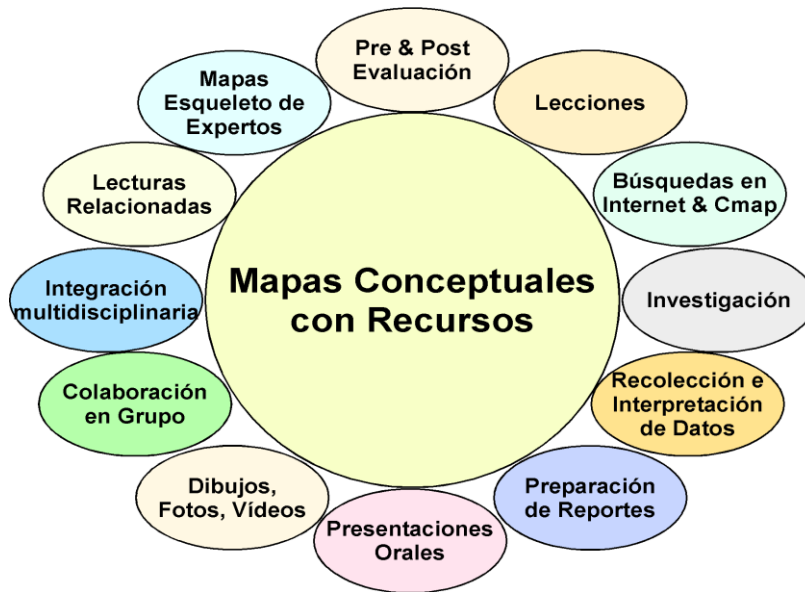 Pre & Post
Evaluación
Lecciones
Búsquedas en
Internet & Cmap
Investigación
Recolección e
Interpretación
de Datos
Preparación
de Reportes
Presentaciones
Orales
Dibujos,
Fotos, Vídeos
Colaboración
en Grupo
Integración
multidisciplinaria
Lecturas
Relacionadas
Mapas
Esqueleto de
Expertos
Mapas Conceptuales
con Recursos